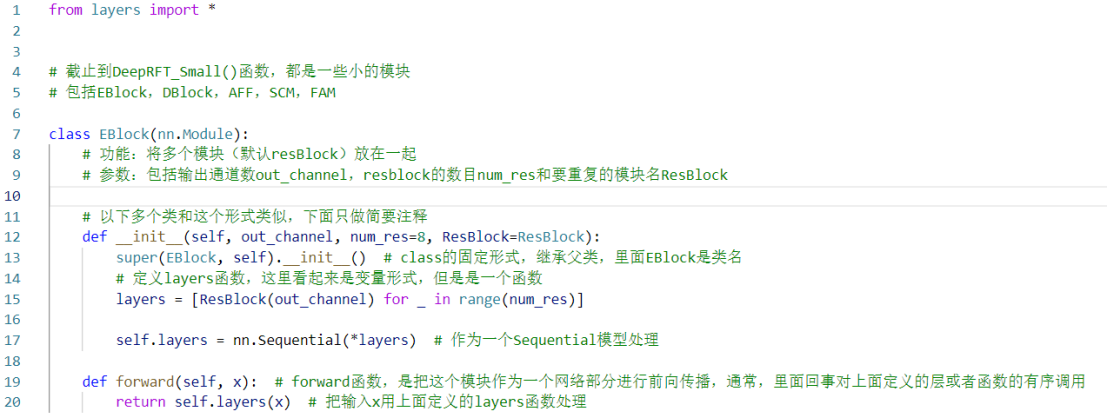 1 from layers import *
2
3
4 # 截止到DeepRFT_Small()函数，都是一些小的模块
5 # 包括EBlock，DBlock，AFF，SCM，FAM
6
7 class EBlock(nn.Module):
8     # 功能：将多个模块（默认resBlock）放在一起
9     # 参数：包括输出通道数out_channel，resblock的数目num_res和要重复的模块名ResBlock
10
11     # 以下多个类和这个形式类似，下面只做简要注释
12     def __init__(self, out_channel, num_res=8, ResBlock=ResBlock):
13         super(EBlock, self).__init__()  # class的固定形式，继承父类，里面EBlock是类名
14         # 定义layers函数，这里看起来是变量形式，但是是一个函数
15         layers = [ResBlock(out_channel) for _ in range(num_res)]
16
17         self.layers = nn.Sequential(*layers)  # 作为一个Sequential模型处理
18
19     def forward(self, x):  # forward函数，是把这个模块作为一个网络部分进行前向传播，通常，里面回事对上面定义的层或者函数的有序调用
20         return self.layers(x)  # 把输入x用上面定义的layers函数处理